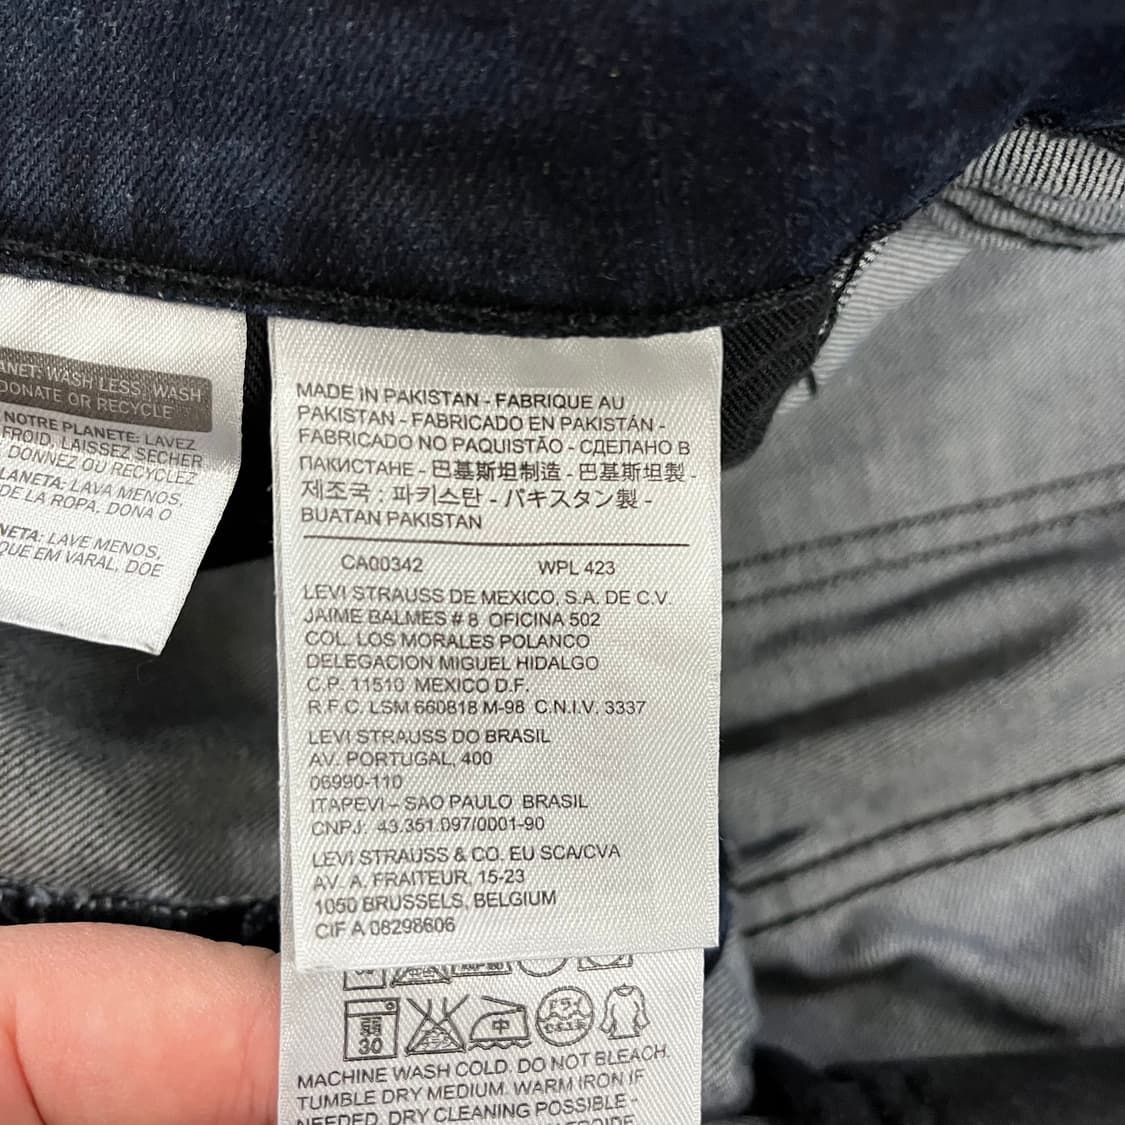 ANET: WASH LESS, WASH
DONATE OR RECYCLE
NOTRE PLANETE: LAVEZ
FROID, LAISSEZ SECHER
DONNEZ OU RECYCLEZ
LANETA: LAVA MENOS,
DE LA ROPA, DONA O
NETA: LAVE MENOS,
QUE EM VARAL, DOE
MADE IN PAKISTAN - FABRIQUE AU
PAKISTAN - FABRICADO EN PAKISTÁN -
FABRICADO NO PAQUISTÃO - СДЕЛАНО В
ПАКИСТАНЕ - 巴基斯坦制造 - 巴基斯坦製 -
제조국 : 파키스탄 - パキスタン製 -
BUATAN PAKISTAN
CA00342 WPL 423
LEVI STRAUSS DE MEXICO, S.A. DE C.V.
JAIME BALMES # 8 OFICINA 502
COL. LOS MORALES POLANCO
DELEGACION MIGUEL HIDALGO
C.P. 11510 MEXICO D.F.
R.F.C. LSM 660818 M-98 C.N.I.V. 3337
LEVI STRAUSS DO BRASIL
AV. PORTUGAL, 400
06990-110
ITAPEVI – SAO PAULO BRASIL
CNPJ: 43.351.097/0001-90
LEVI STRAUSS & CO. EU SCA/CVA
AV. A. FRAITEUR, 15-23
1050 BRUSSELS, BELGIUM
CIF A 08298606
30 中 ドライ
MACHINE WASH COLD. DO NOT BLEACH.
TUMBLE DRY MEDIUM. WARM IRON IF
NEEDED. DRY CLEANING POSSIBLE -